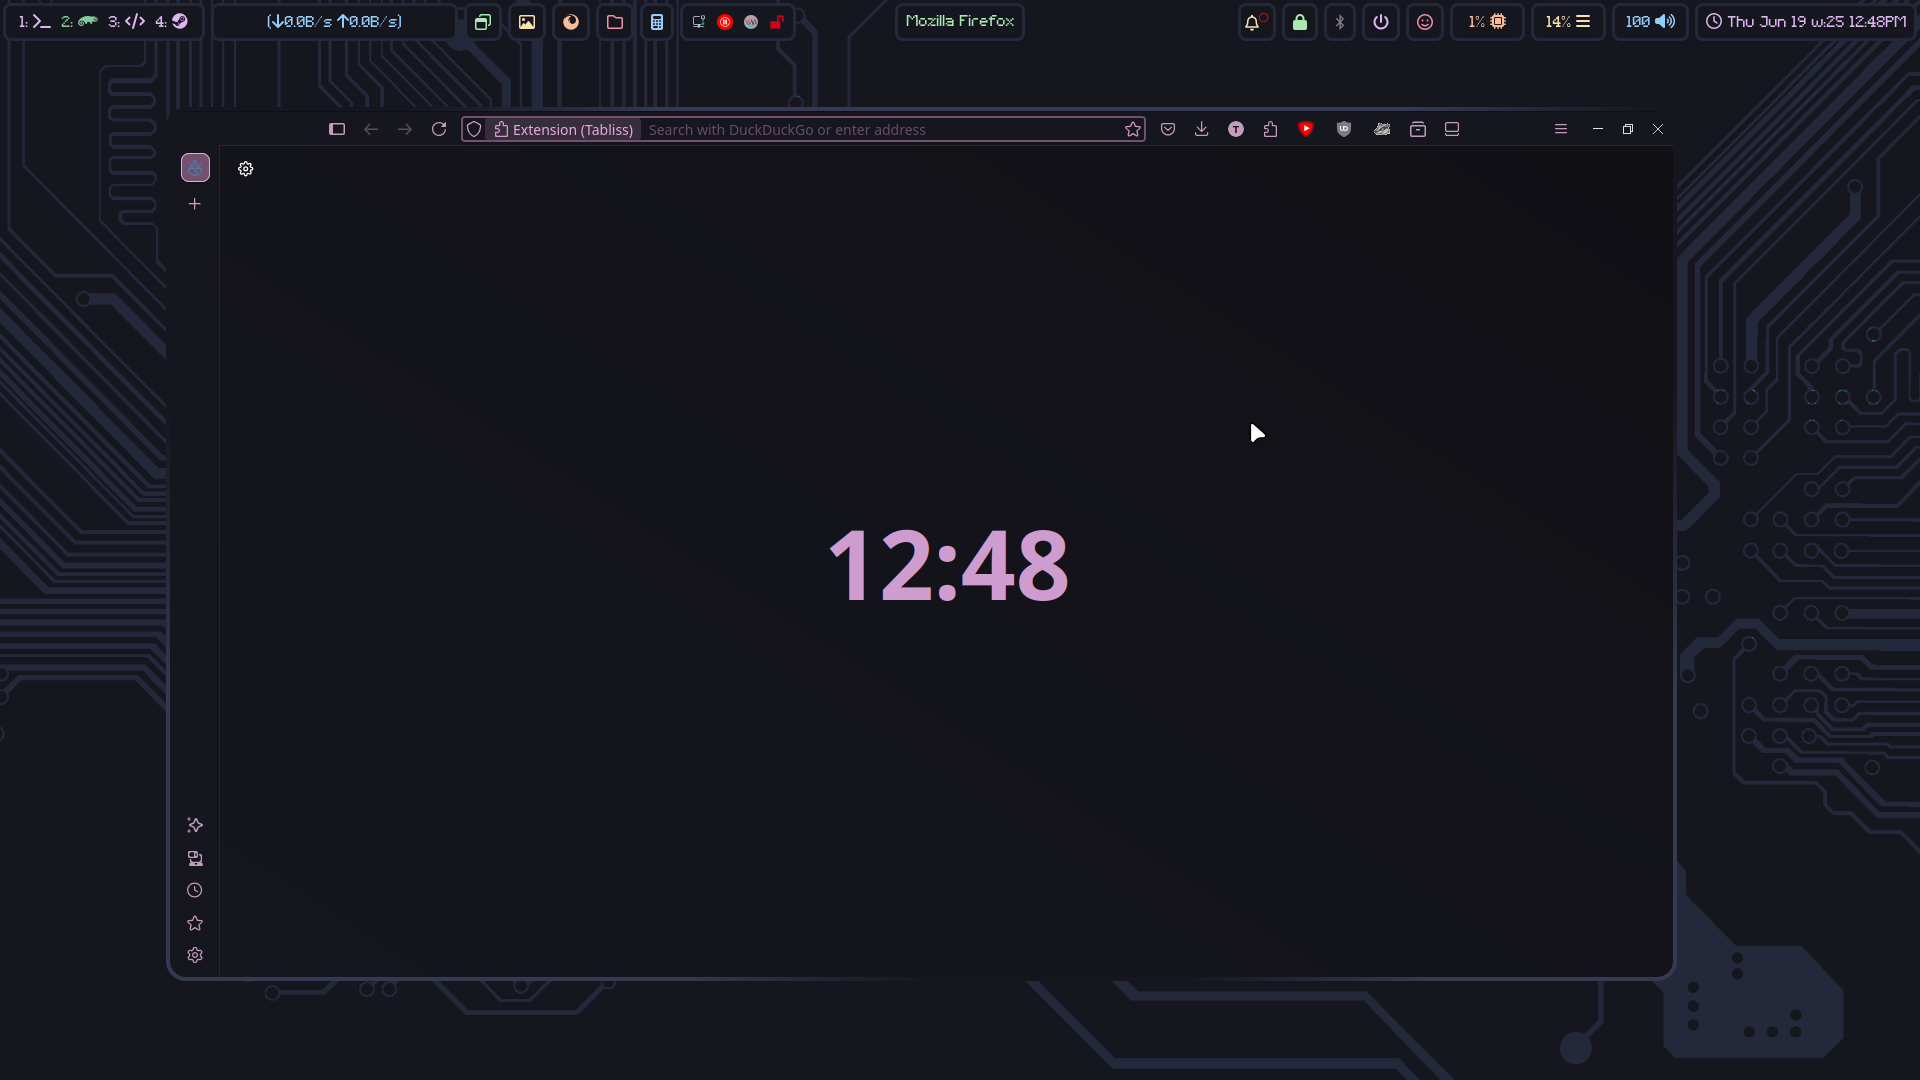 1: 2: 3: 4:
(↓0.0B/s ↑0.0B/s)
Mozilla Firefox
1%
14%
100
Thu Jun 19 w:25 12:48PM
Extension (Tabliss)
Search with DuckDuckGo or enter address
T
UO
12:48